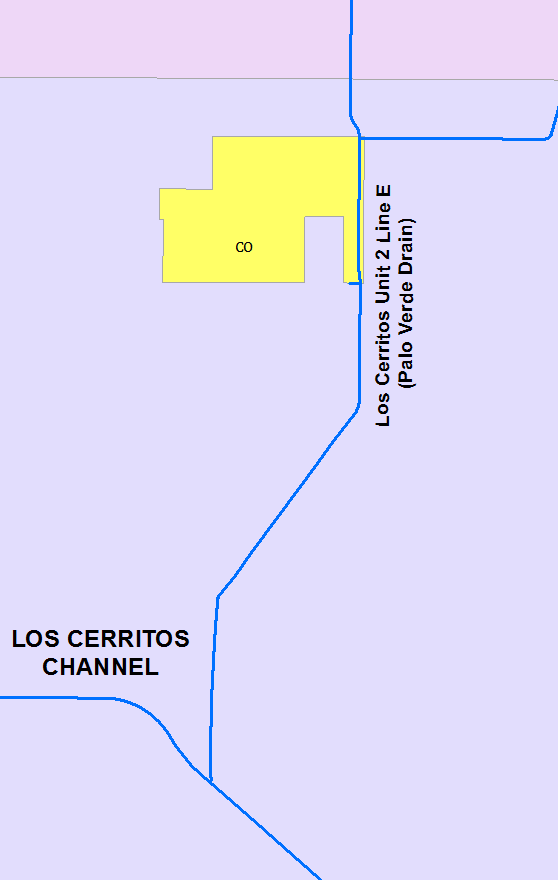 CO
Los Cerritos Unit 2 Line E
(Palo Verde Drain)
LOS CERRITOS
CHANNEL